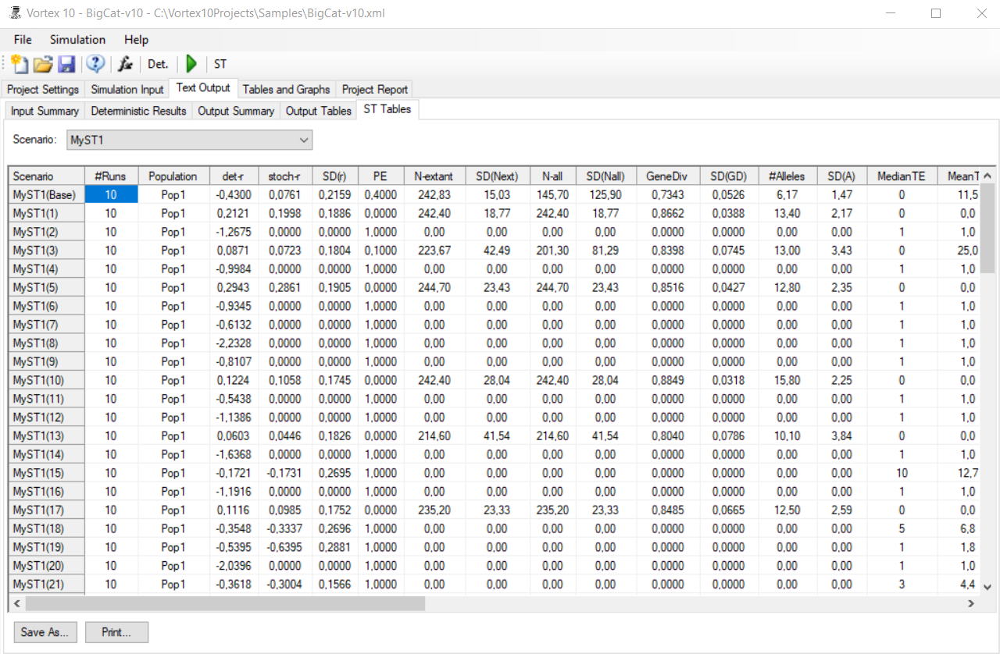 Vortex 10 - BigCat-v10 - C:\Vortex10Projects\Samples\BigCat-v10.xml
File Simulation Help
fx Det. ST
Project Settings Simulation Input Text Output Tables and Graphs Project Report
Input Summary Deterministic Results Output Summary Output Tables ST Tables
Scenario: MyST1
Scenario #Runs Population det-r stoch-r SD(r) PE N-extant SD(Next) N-all SD(Nall) GeneDiv SD(GD) #Alleles SD(A) MedianTE MeanT
MyST1(Base) 10 Pop1 -0,4300 0,0761 0,2159 0,4000 242,83 15,03 145,70 125,90 0,7343 0,0526 6,17 1,47 0 11,5
MyST1(1) 10 Pop1 0,2121 0,1998 0,1886 0,0000 242,40 18,77 242,40 18,77 0,8662 0,0388 13,40 2,17 0 0,0
MyST1(2) 10 Pop1 -1,2675 0,0000 0,0000 1,0000 0,00 0,00 0,00 0,00 0,0000 0,0000 0,00 0,00 1 1,0
MyST1(3) 10 Pop1 0,0871 0,0723 0,1804 0,1000 223,67 42,49 201,30 81,29 0,8398 0,0745 13,00 3,43 0 25,0
MyST1(4) 10 Pop1 -0,9984 0,0000 0,0000 1,0000 0,00 0,00 0,00 0,00 0,0000 0,0000 0,00 0,00 1 1,0
MyST1(5) 10 Pop1 0,2943 0,2861 0,1905 0,0000 244,70 23,43 244,70 23,43 0,8516 0,0427 12,80 2,35 0 0,0
MyST1(6) 10 Pop1 -0,9345 0,0000 0,0000 1,0000 0,00 0,00 0,00 0,00 0,0000 0,0000 0,00 0,00 1 1,0
MyST1(7) 10 Pop1 -0,6132 0,0000 0,0000 1,0000 0,00 0,00 0,00 0,00 0,0000 0,0000 0,00 0,00 1 1,0
MyST1(8) 10 Pop1 -2,2328 0,0000 0,0000 1,0000 0,00 0,00 0,00 0,00 0,0000 0,0000 0,00 0,00 1 1,0
MyST1(9) 10 Pop1 -0,8107 0,0000 0,0000 1,0000 0,00 0,00 0,00 0,00 0,0000 0,0000 0,00 0,00 1 1,0
MyST1(10) 10 Pop1 0,1224 0,1058 0,1745 0,0000 242,40 28,04 242,40 28,04 0,8849 0,0318 15,80 2,25 0 0,0
MyST1(11) 10 Pop1 -0,5438 0,0000 0,0000 1,0000 0,00 0,00 0,00 0,00 0,0000 0,0000 0,00 0,00 1 1,0
MyST1(12) 10 Pop1 -1,1386 0,0000 0,0000 1,0000 0,00 0,00 0,00 0,00 0,0000 0,0000 0,00 0,00 1 1,0
MyST1(13) 10 Pop1 0,0603 0,0446 0,1826 0,0000 214,60 41,54 214,60 41,54 0,8040 0,0786 10,10 3,84 0 0,0
MyST1(14) 10 Pop1 -1,6368 0,0000 0,0000 1,0000 0,00 0,00 0,00 0,00 0,0000 0,0000 0,00 0,00 1 1,0
MyST1(15) 10 Pop1 -0,1721 -0,1731 0,2695 1,0000 0,00 0,00 0,00 0,00 0,0000 0,0000 0,00 0,00 10 12,7
MyST1(16) 10 Pop1 -1,1916 0,0000 0,0000 1,0000 0,00 0,00 0,00 0,00 0,0000 0,0000 0,00 0,00 1 1,0
MyST1(17) 10 Pop1 0,1116 0,0985 0,1752 0,0000 235,20 23,33 235,20 23,33 0,8485 0,0665 12,50 2,59 0 0,0
MyST1(18) 10 Pop1 -0,3548 -0,3337 0,2696 1,0000 0,00 0,00 0,00 0,00 0,0000 0,0000 0,00 0,00 5 6,8
MyST1(19) 10 Pop1 -0,5395 -0,6395 0,2881 1,0000 0,00 0,00 0,00 0,00 0,0000 0,0000 0,00 0,00 1 1,8
MyST1(20) 10 Pop1 -2,0396 0,0000 0,0000 1,0000 0,00 0,00 0,00 0,00 0,0000 0,0000 0,00 0,00 1 1,0
MyST1(21) 10 Pop1 -0,3618 -0,3004 0,1566 1,0000 0,00 0,00 0,00 0,00 0,0000 0,0000 0,00 0,00 3 4,4
Save As... Print...